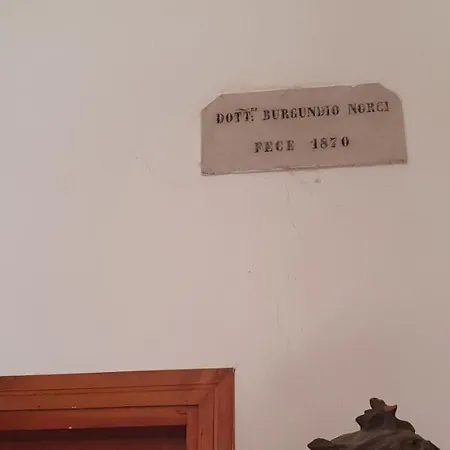 DOTT.R BURGUNDIO NORCI
FECE 1870